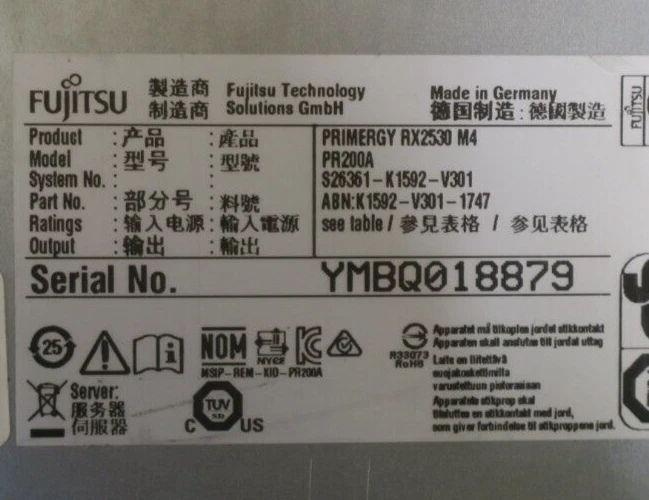 FUJITSU 製造商 Fujitsu Technology Made in Germany
制造商 Solutions GmbH 德国制造 : 德國製造
FUJITSU
Product : 产品 : 產品 PRIMERGY RX2530 M4
Model : 型号 : 型號 PR200A
System No. : : S26361-K1592-V301
Part No. : 部分号 : 料號 ABN:K1592-V301-1747
Ratings : 输入电源 : 輸入電源 see table / 參見表格 / 参见表格
Output : 输出 : 輸出
Serial No. YMBQ018879
25 NOM NYCE
MSIP-REM-KID-PR200A
R33073
RoHS
Apparatet må tilkoples jordet stikkontakt
Apparaten skall anslutas till jordat uttag
Laite on liitettävä
suojakoskettimilla
varustettuun pistorasiaan
Apparatets stikprop skal
tilsluttes en stikkontakt med jord,
som giver forbindelse til stikproppens jord.
Server:
服务器
伺服器
C TUV US